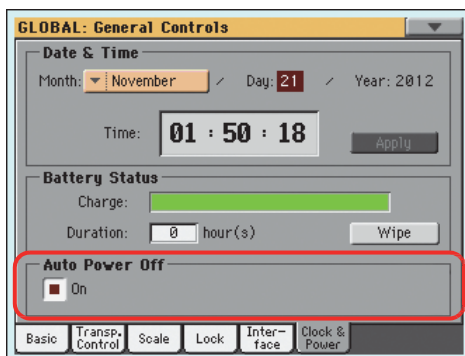 GLOBAL: General Controls
Date & Time
Month: November / Day: 21 / Year: 2012
Time: 01 : 50 : 18 Apply
Battery Status
Charge:
Duration: 0 hour(s) Wipe
Auto Power Off
On
Basic Transp. Control Scale Lock Inter- face Clock & Power